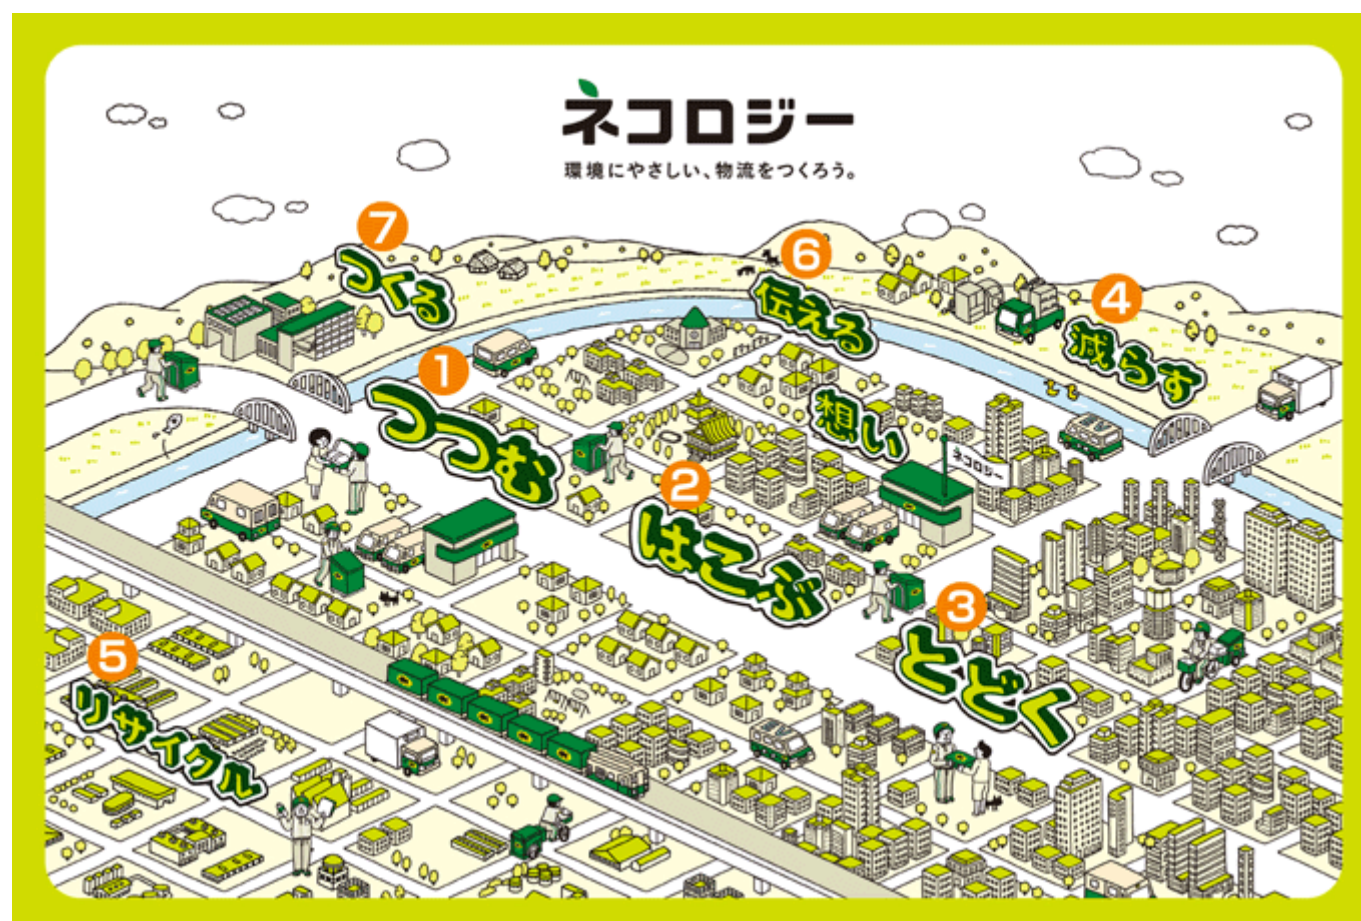 ネコロジー
環境にやさしい、物流をつくろう。
7
つくる
6
伝える
4
減らす
1
つつむ
想い
ネコロジー
2
はこぶ
3
とどく
5
リサイクル